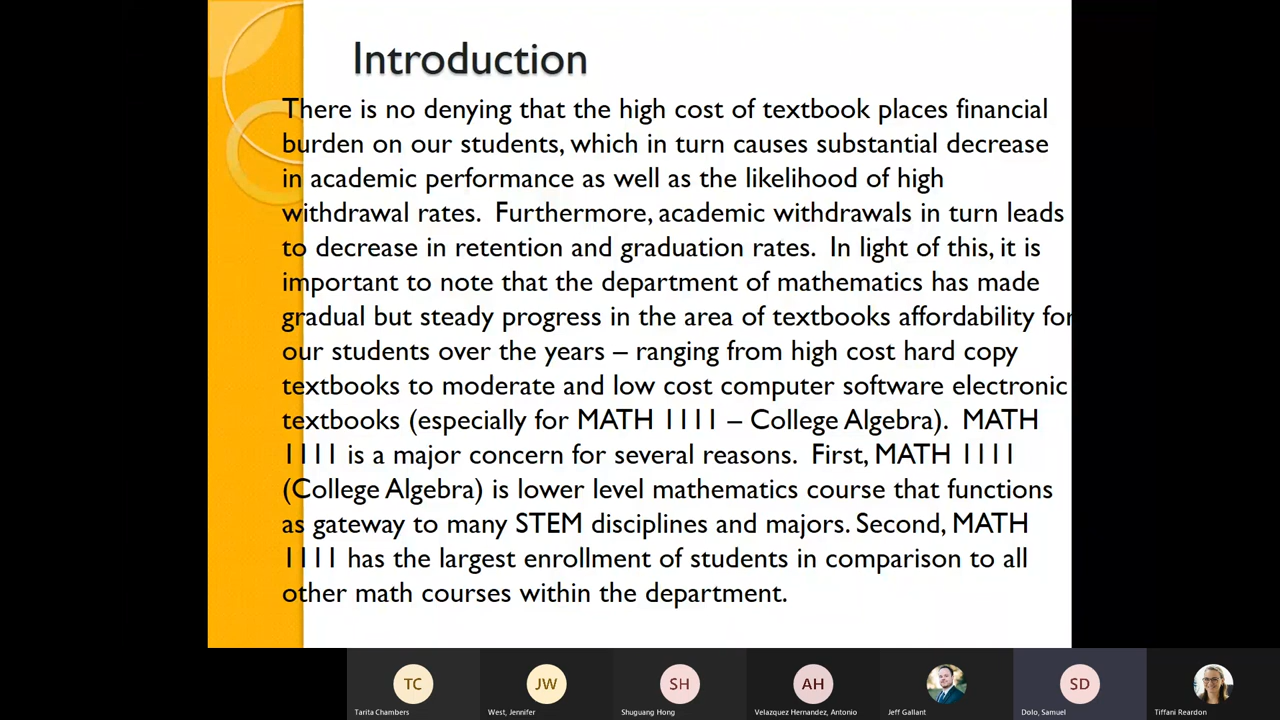 Introduction
There is no denying that the high cost of textbook places financial
burden on our students, which in turn causes substantial decrease
in academic performance as well as the likelihood of high
withdrawal rates.  Furthermore, academic withdrawals in turn leads
to decrease in retention and graduation rates.  In light of this, it is
important to note that the department of mathematics has made
gradual but steady progress in the area of textbooks affordability for
our students over the years – ranging from high cost hard copy
textbooks to moderate and low cost computer software electronic
textbooks (especially for MATH 1111 – College Algebra).  MATH
1111 is a major concern for several reasons.  First, MATH 1111
(College Algebra) is lower level mathematics course that functions
as gateway to many STEM disciplines and majors. Second, MATH
1111 has the largest enrollment of students in comparison to all
other math courses within the department.
TC JW SH AH SD
Tarita Chambers West, Jennifer Shuguang Hong Velazquez Hernandez, Antonio Jeff Gallant Dolo, Samuel Tiffani Reardon